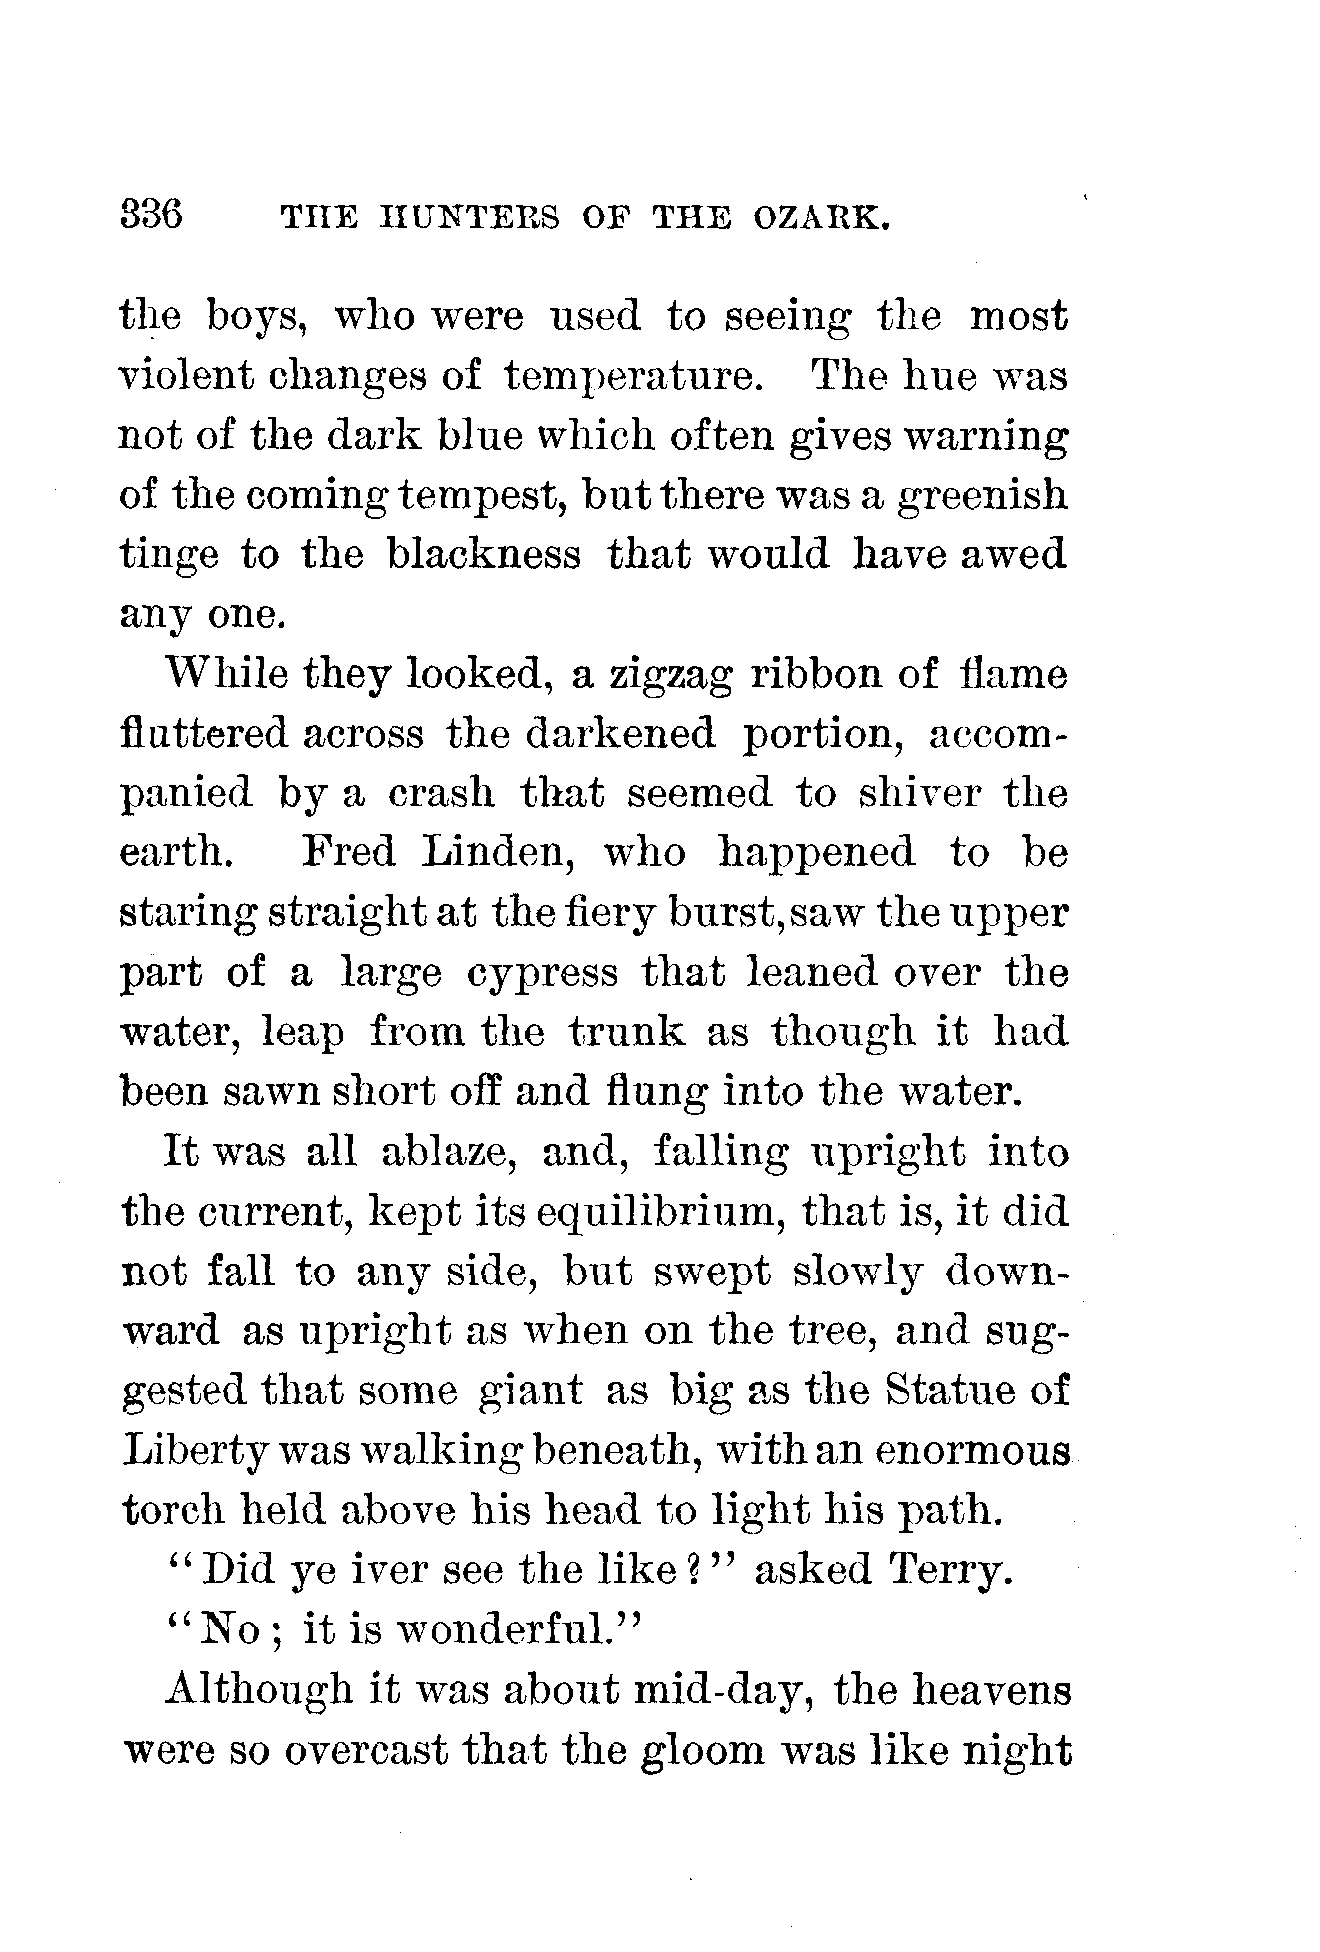 336 THE HUNTERS OF THE OZARK.
the boys, who were used to seeing the most
violent changes of temperature. The hue was
not of the dark blue which often gives warning
of the coming tempest, but there was a greenish
tinge to the blackness that would have awed
any one.
While they looked, a zigzag ribbon of flame
fluttered across the darkened portion, accom-
panied by a crash that seemed to shiver the
earth. Fred Linden, who happened to be
staring straight at the fiery burst, saw the upper
part of a large cypress that leaned over the
water, leap from the trunk as though it had
been sawn short off and flung into the water.
It was all ablaze, and, falling upright into
the current, kept its equilibrium, that is, it did
not fall to any side, but swept slowly down-
ward as upright as when on the tree, and sug-
gested that some giant as big as the Statue of
Liberty was walking beneath, with an enormous
torch held above his head to light his path.
“Did ye iver see the like?” asked Terry.
“No; it is wonderful.”
Although it was about mid-day, the heavens
were so overcast that the gloom was like night